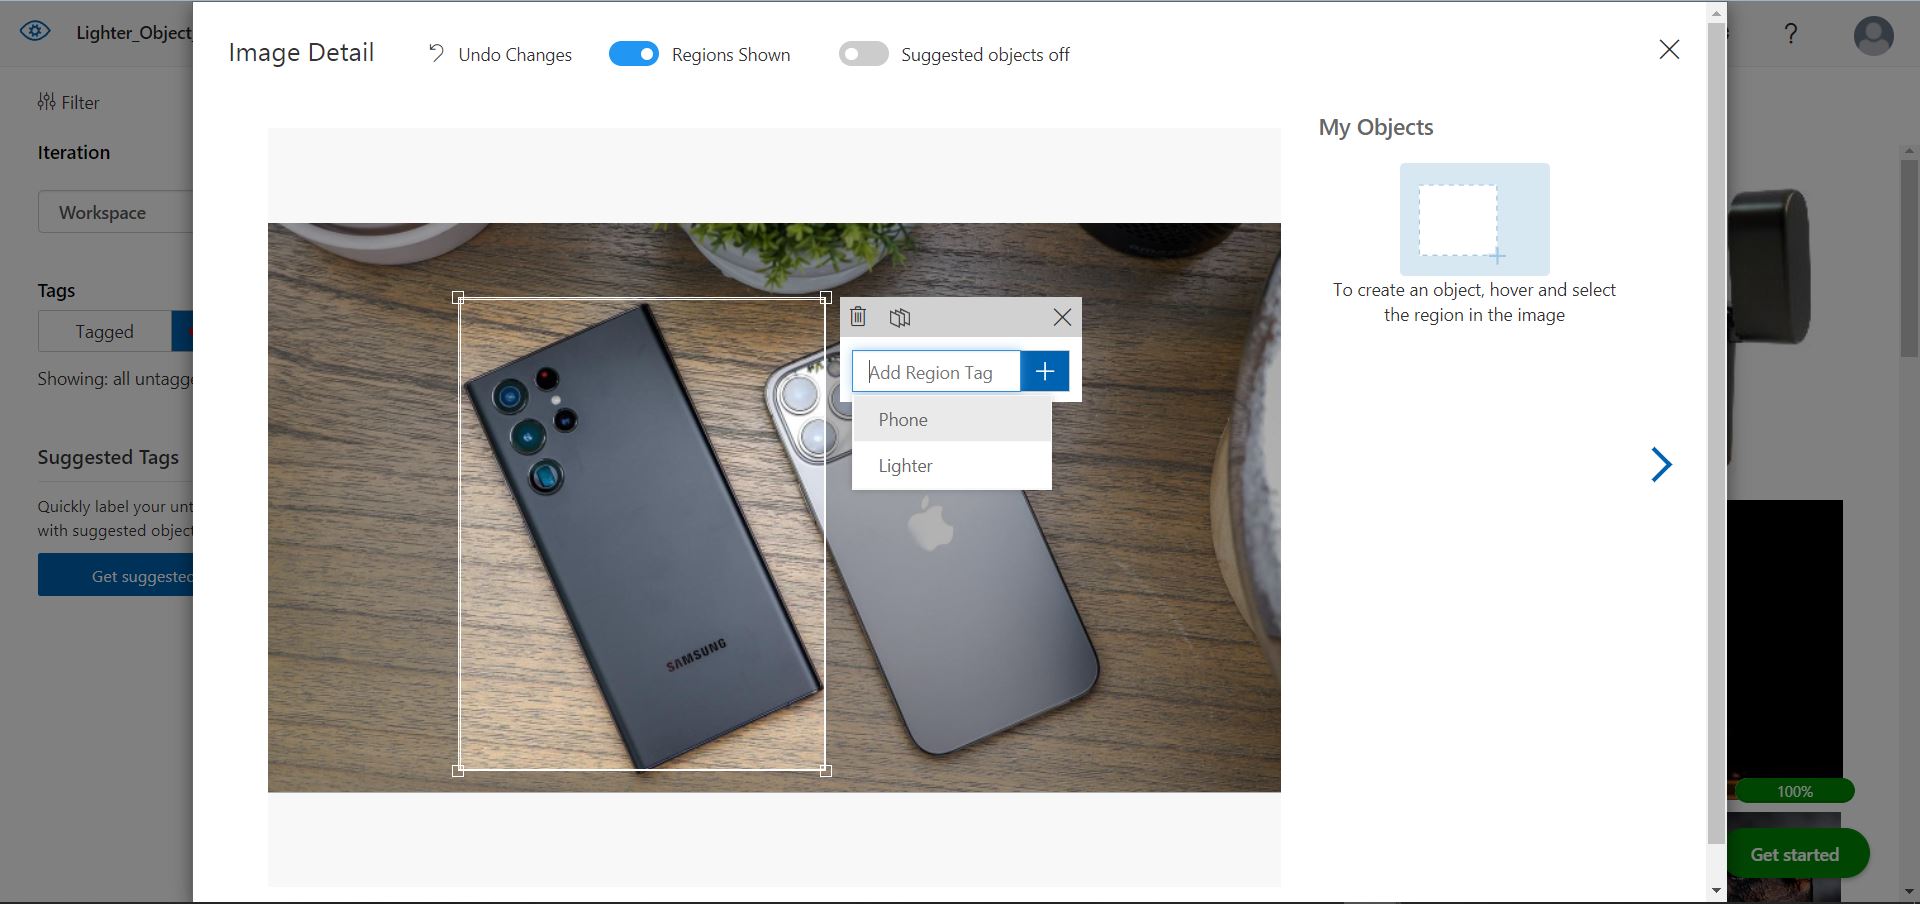 Lighter_Object_
Image Detail
Undo Changes
Regions Shown
Suggested objects off
?
Filter
Iteration
Workspace
Tags
Tagged
Showing: all untagge
Suggested Tags
Quickly label your unt
with suggested object
Get suggested
Add Region Tag
Phone
Lighter
SAMSUNG
My Objects
To create an object, hover and select
the region in the image
100%
Get started